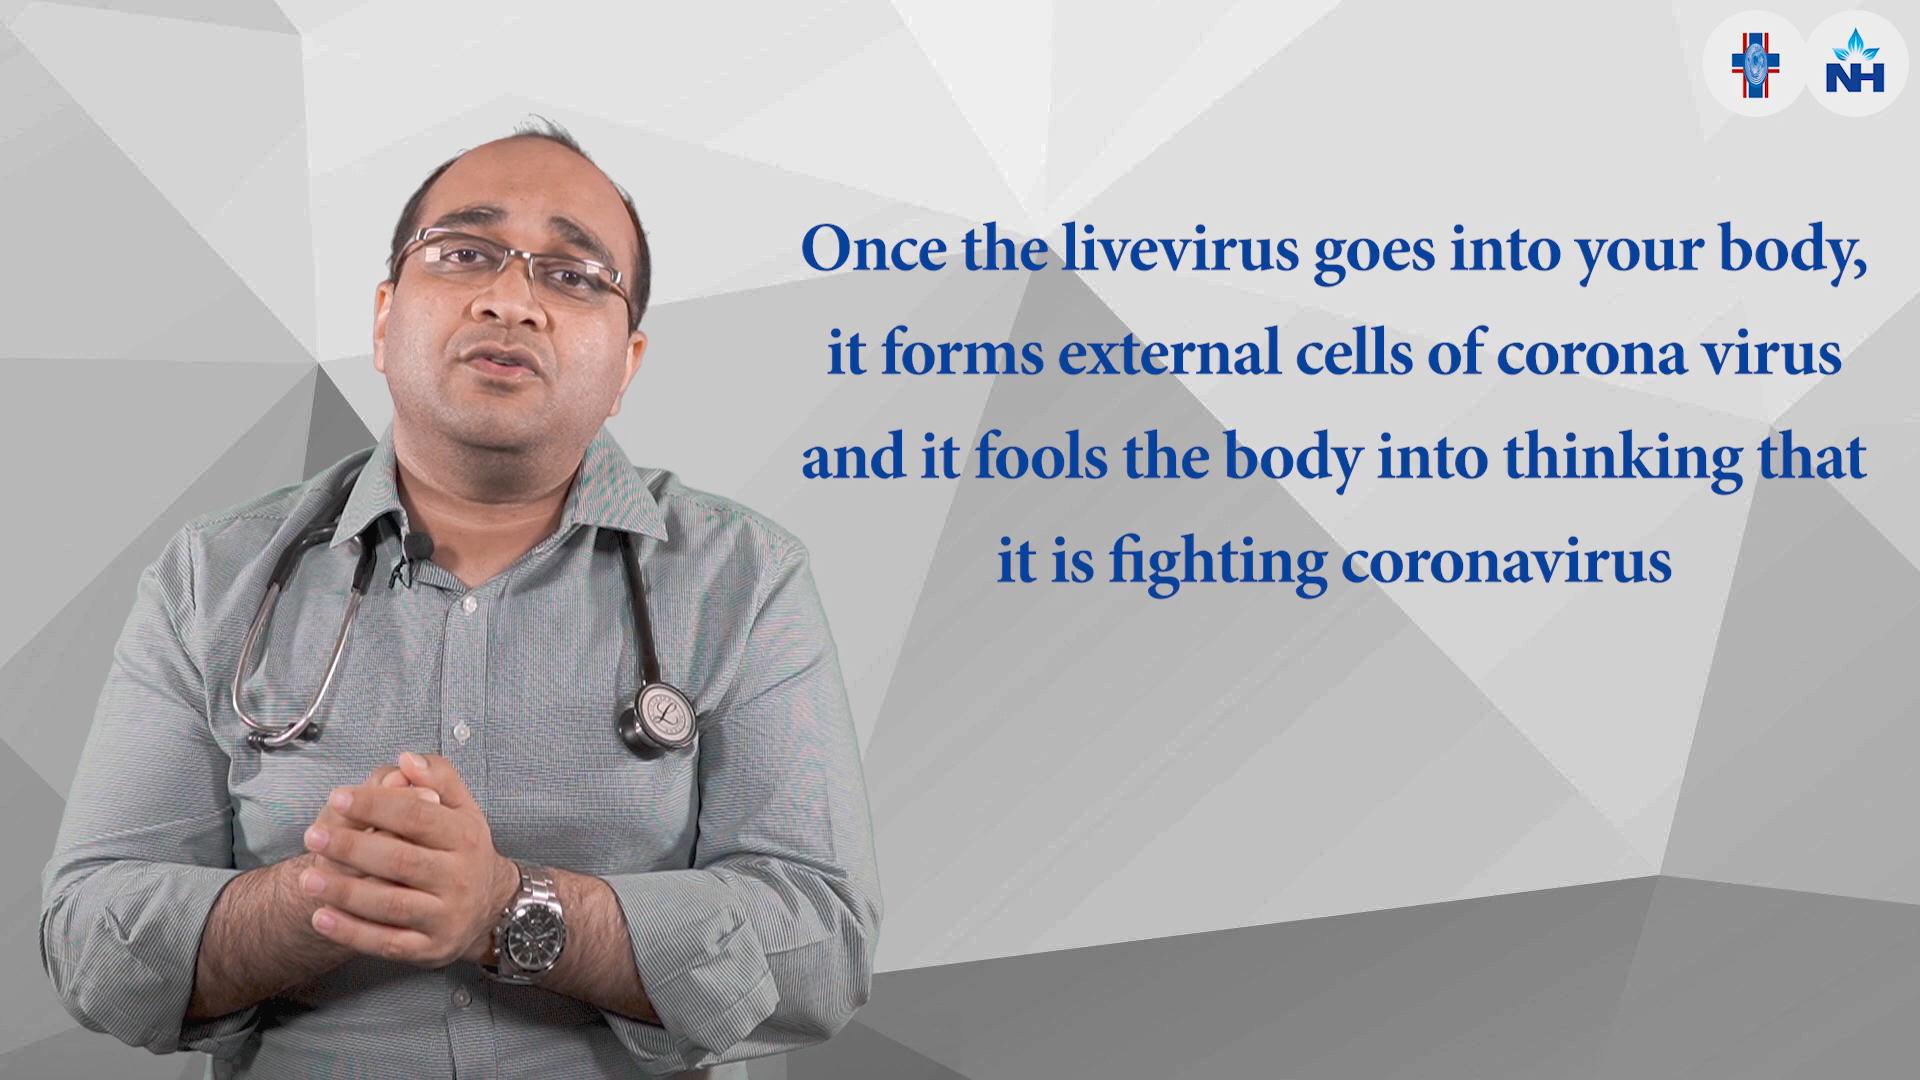 NH
Once the livevirus goes into your body,
it forms external cells of corona virus
and it fools the body into thinking that
it is fighting coronavirus